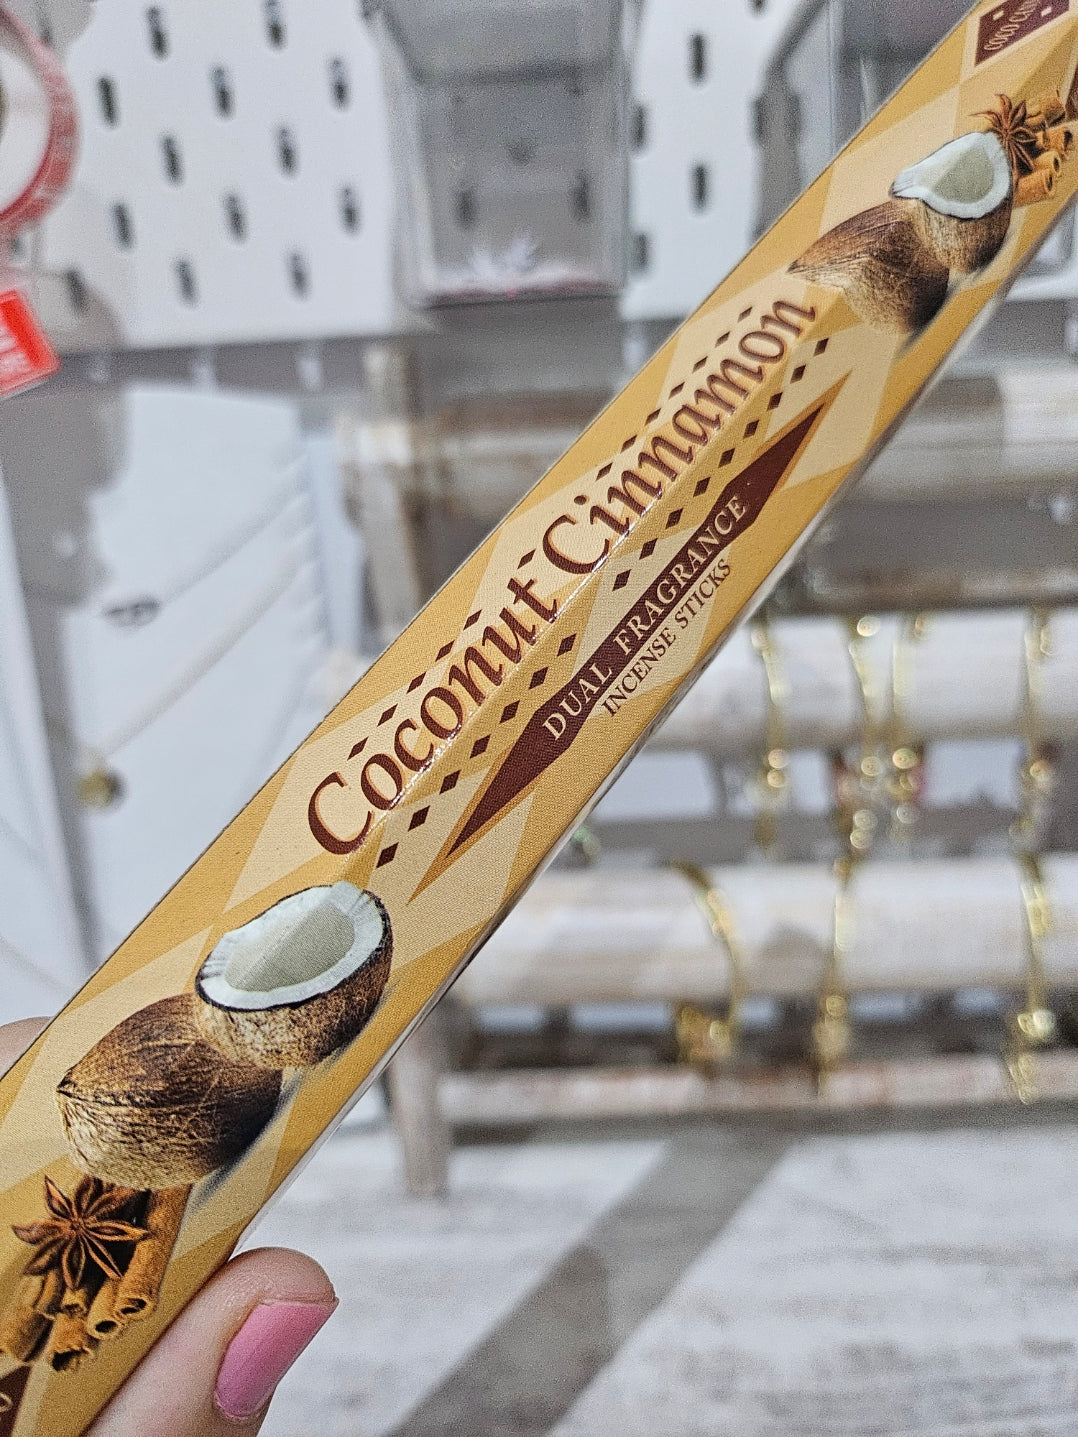 Coconut Cinnamon
DUAL FRAGRANCE
INCENSE STICKS